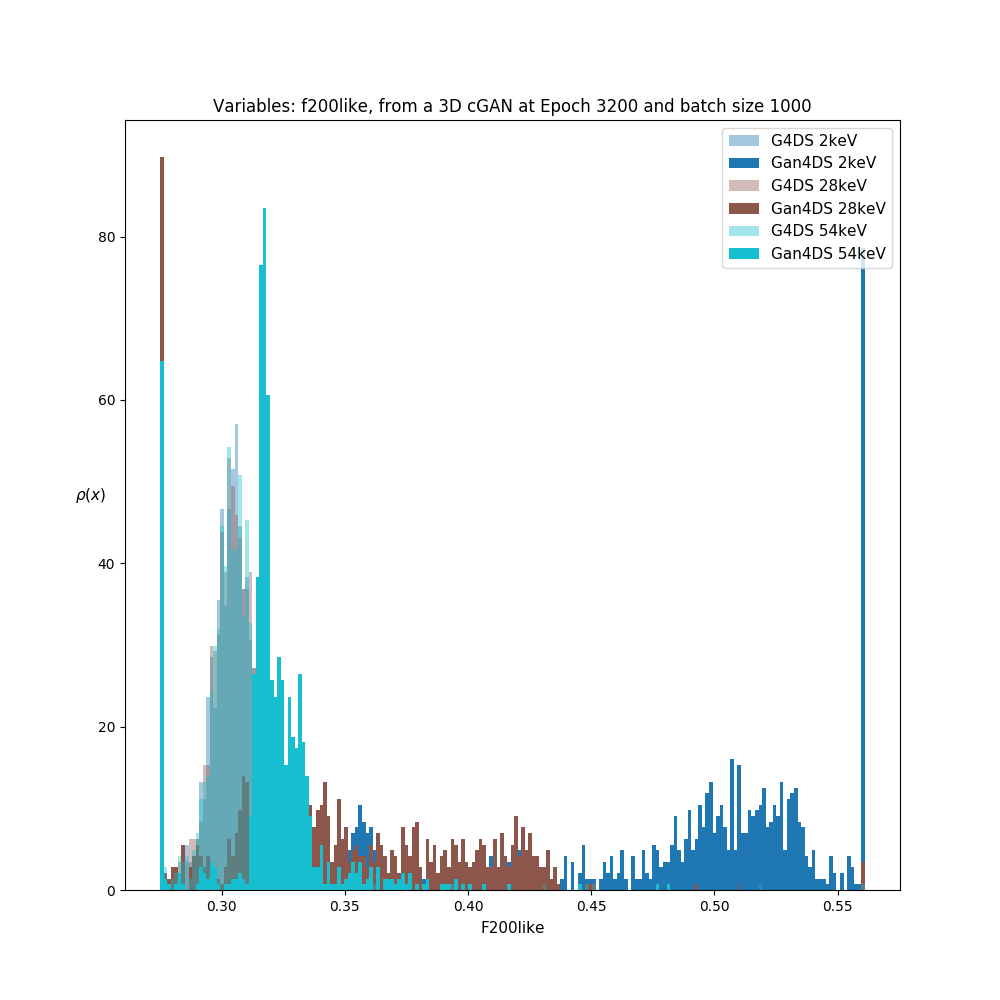 Variables: f200like, from a 3D cGAN at Epoch 3200 and batch size 1000
G4DS 2keV
Gan4DS 2keV
G4DS 28keV
Gan4DS 28keV
G4DS 54keV
Gan4DS 54keV
80
60
ρ(x)
40
20
0
0.30 0.35 0.40 0.45 0.50 0.55
F200like